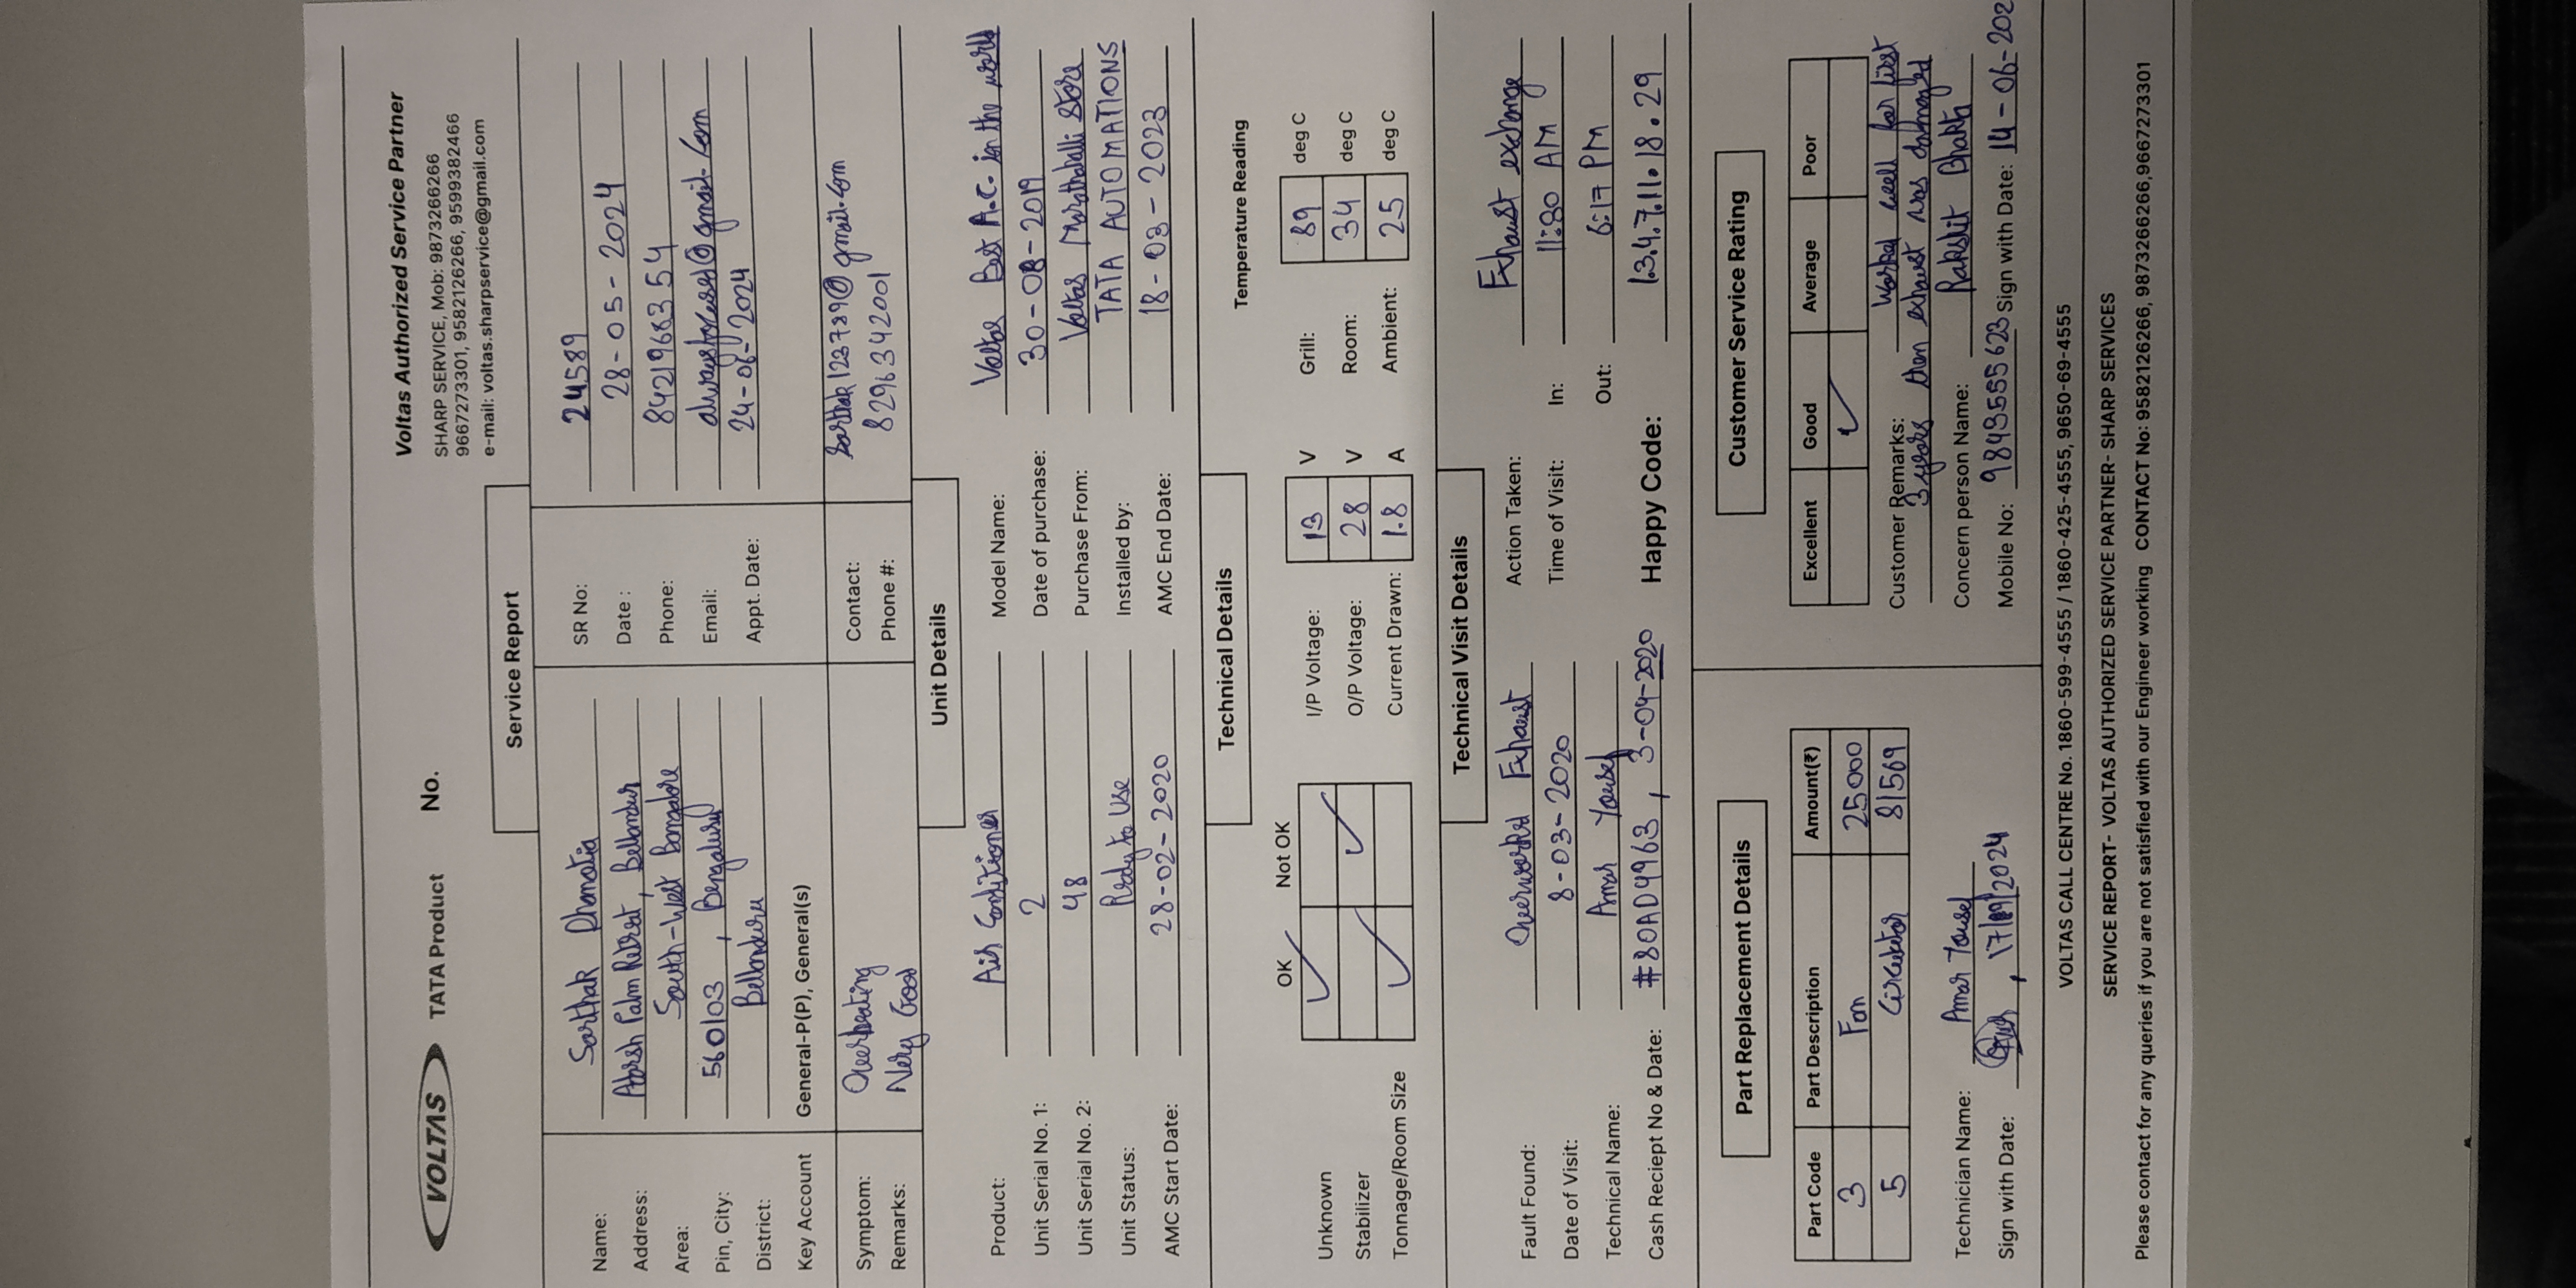 VOLTAS TATA Product No.
Voltas Authorized Service Partner
SHARP SERVICE, Mob: 9873266266
9667273301, 9582126266, 9599382466
e-mail: voltas.sharpservice@gmail.com
Service Report
Name: Sarthak Dhamatia
Address: Adarsh Palm Retreat, Bellandur
Area: South-West Bangalore
Pin, City: 560103, Bengaluru
District: Bellanduru
Key Account General-P(P), General(s)
SR No: 24589
Date: 28-05-2024
Phone: 8421968354
Email: @gmail.com
Appt. Date: 24-06-2024
Symptom: Overheating
Remarks: Very Good
Contact: Sarthak123789@gmail.com
Phone #: 8296342001
Unit Details
Product: Air Conditioner
Unit Serial No. 1: 2
Unit Serial No. 2: 48
Unit Status: Ready to Use
AMC Start Date: 28-02-2020
Model Name: Voltas Best A.C. in the world
Date of purchase: 30-08-2019
Purchase From: Voltas Marathahalli Store
Installed by: TATA AUTOMATIONS
AMC End Date: 18-03-2023
Technical Details
Temperature Reading
OK Not OK
Unknown ✓
Stabilizer ✓
Tonnage/Room Size ✓
I/P Voltage: 13 V
O/P Voltage: 28 V
Current Drawn: 1.8 A
Grill: 89 deg C
Room: 34 deg C
Ambient: 25 deg C
Technical Visit Details
Fault Found: Overworked Exhaust
Date of Visit: 8-03-2020
Technical Name: Amar Yousef
Cash Reciept No & Date: #80AD4963, 3-04-2020
Action Taken: Exhaust exchange
Time of Visit: In: 11:30 AM
Out: 6:17 PM
Happy Code: 1.3.4.7.11.18.29
Part Replacement Details
Part Code Part Description Amount(₹)
3 Fan 25000
5 Circulator 81569
Technician Name: Amar Yousef
Sign with Date: 2024
Customer Service Rating
Excellent Good Average Poor
✓
Customer Remarks: Worked well for first
3 years then exhaust was damaged
Concern person Name: Rakshit Bhakta
Mobile No: 9843555623 Sign with Date: 14-06-202
VOLTAS CALL CENTRE No. 1860-599-4555 / 1860-425-4555, 9650-69-4555
SERVICE REPORT- VOLTAS AUTHORIZED SERVICE PARTNER- SHARP SERVICES
Please contact for any queries if you are not satisfied with our Engineer working CONTACT No: 9582126266, 9873266266,9667273301